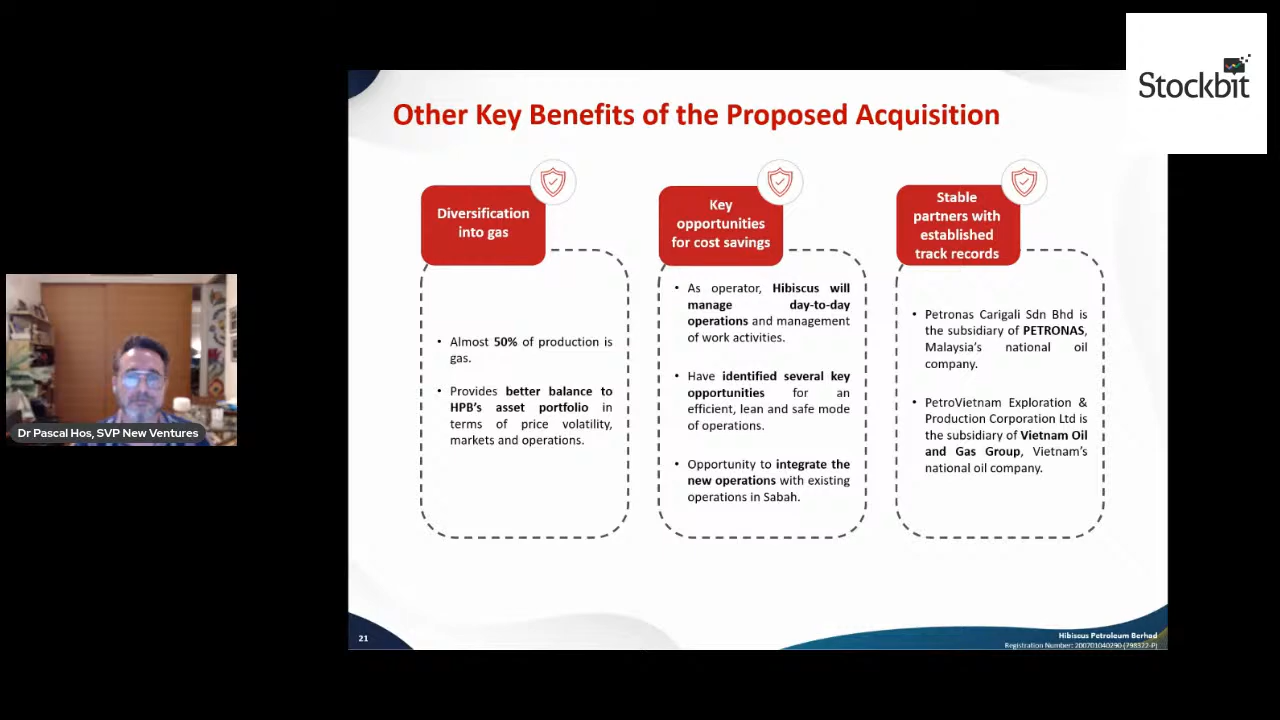 Stockbit
Other Key Benefits of the Proposed Acquisition
Diversification
into gas
• Almost 50% of production is
gas.
• Provides better balance to
HPB's asset portfolio in
terms of price volatility,
markets and operations.
Key
opportunities
for cost savings
• As operator, Hibiscus will
manage day-to-day
operations and management
of work activities.
• Have identified several key
opportunities for an
efficient, lean and safe mode
of operations.
• Opportunity to integrate the
new operations with existing
operations in Sabah.
Stable
partners with
established
track records
• Petronas Carigali Sdn Bhd is
the subsidiary of PETRONAS,
Malaysia's national oil
company.
• PetroVietnam Exploration &
Production Corporation Ltd is
the subsidiary of Vietnam Oil
and Gas Group, Vietnam's
national oil company.
Dr Pascal Hos, SVP New Ventures
21
Hibiscus Petroleum Berhad
Registration Number: 200701040290 (798322-P)